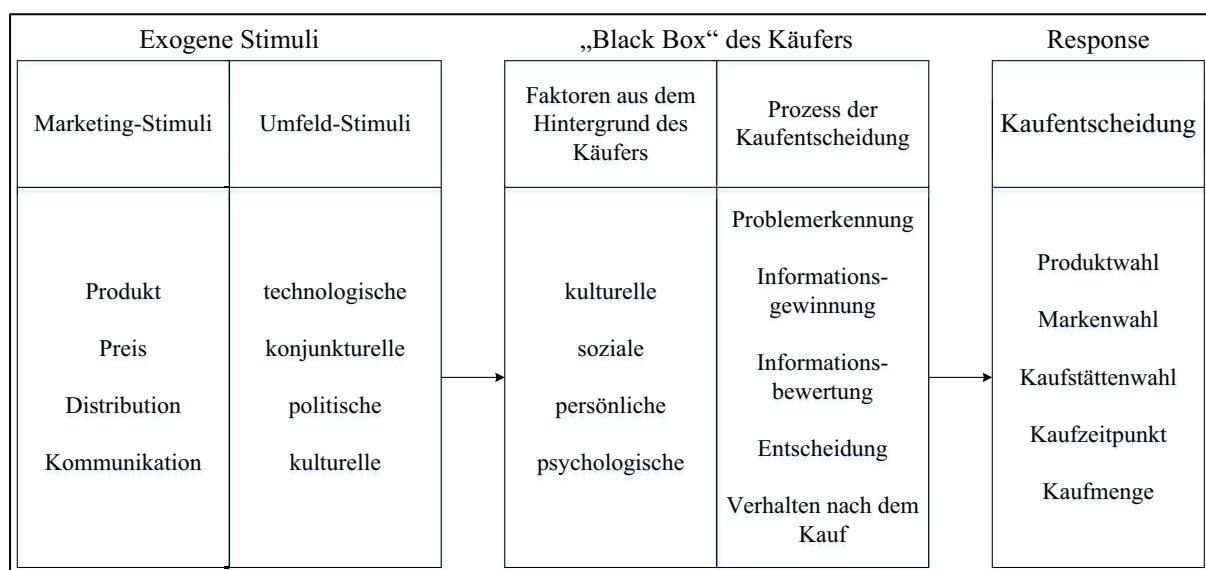 Exogene Stimuli
„Black Box“ des Käufers
Response
Marketing-Stimuli
Umfeld-Stimuli
Faktoren aus dem
Hintergrund des
Käufers
Prozess der
Kaufentscheidung
Kaufentscheidung
Produkt
Preis
Distribution
Kommunikation
technologische
konjunkturelle
politische
kulturelle
kulturelle
soziale
persönliche
psychologische
Problemerkennung
Informations-
gewinnung
Informations-
bewertung
Entscheidung
Verhalten nach dem
Kauf
Produktwahl
Markenwahl
Kaufstättenwahl
Kaufzeitpunkt
Kaufmenge